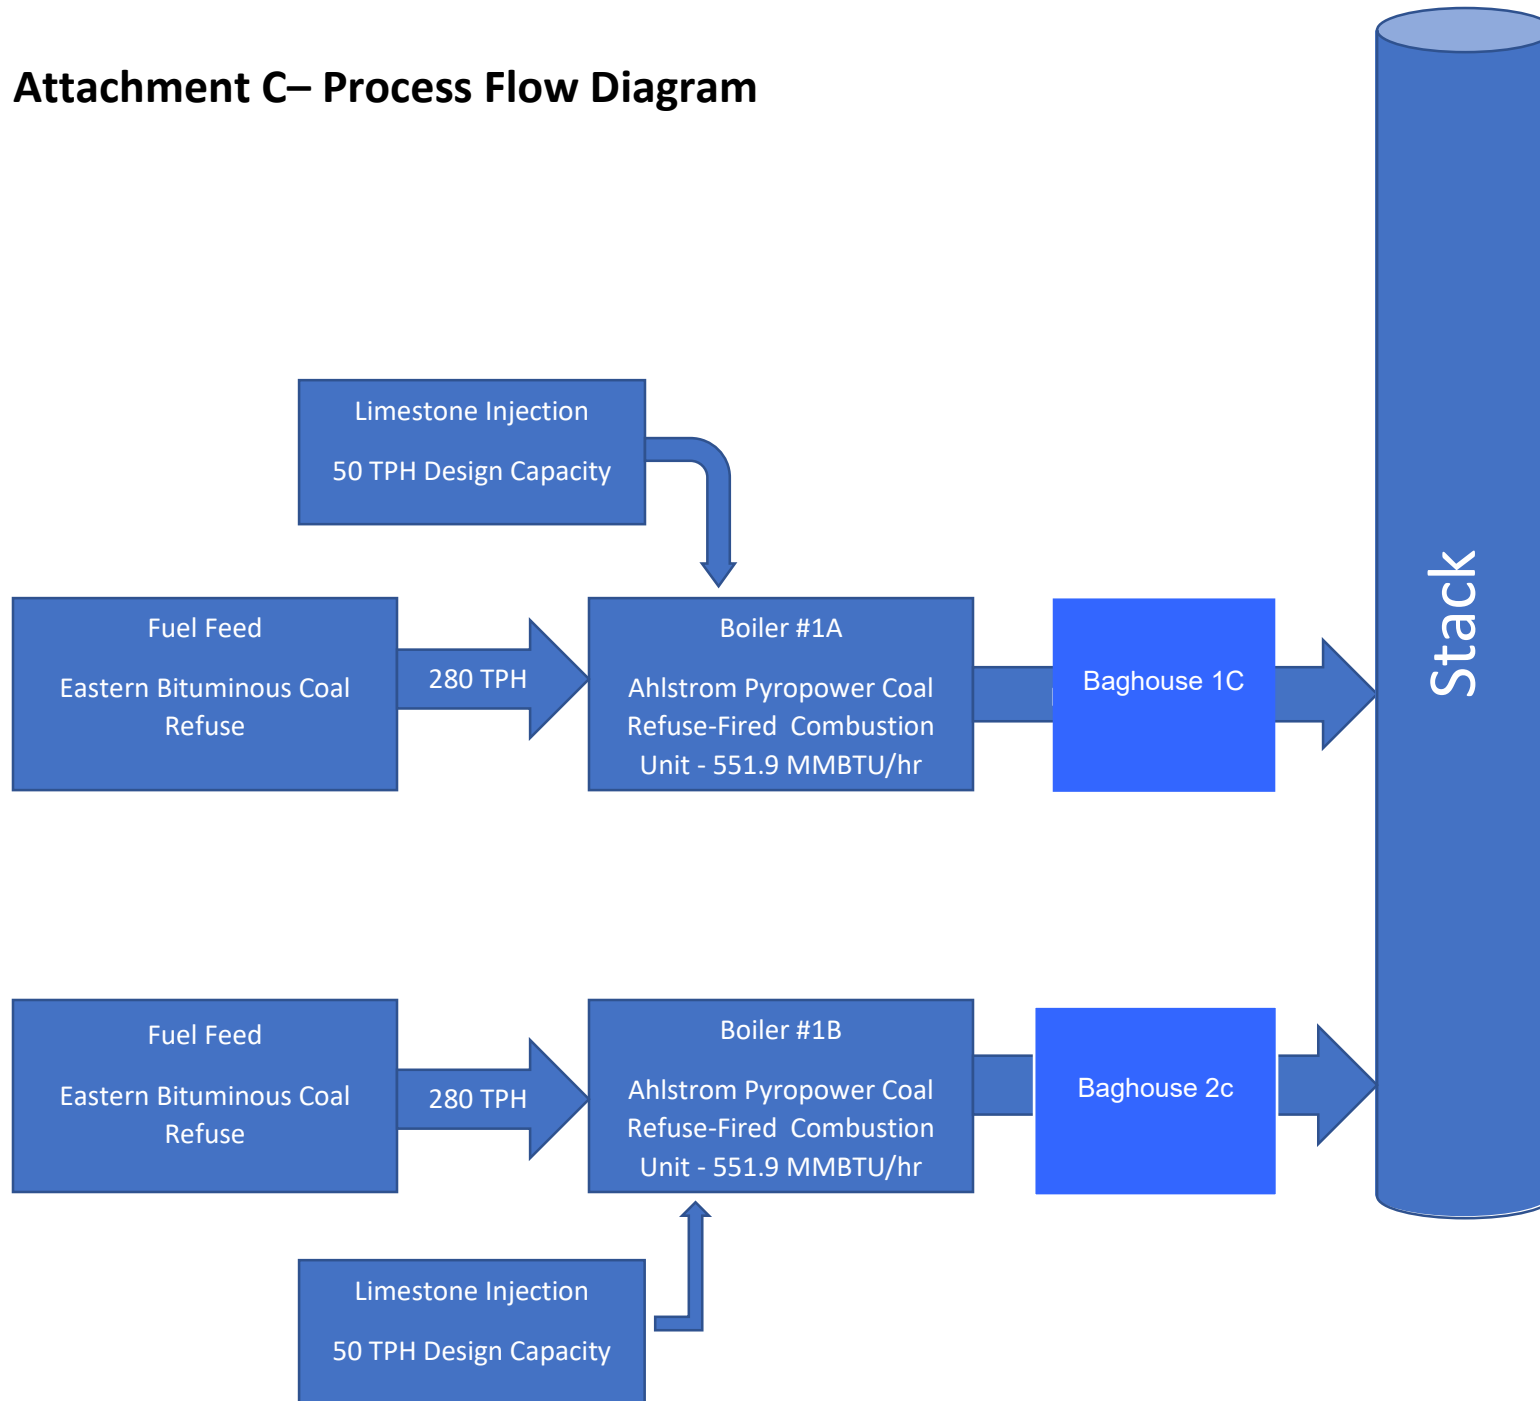 Attachment C– Process Flow Diagram
Limestone Injection
50 TPH Design Capacity
Fuel Feed
Eastern Bituminous Coal
Refuse
280 TPH
Boiler #1A
Ahlstrom Pyropower Coal
Refuse-Fired  Combustion
Unit - 551.9 MMBTU/hr
Baghouse 1C
Stack
Fuel Feed
Eastern Bituminous Coal
Refuse
280 TPH
Boiler #1B
Ahlstrom Pyropower Coal
Refuse-Fired  Combustion
Unit - 551.9 MMBTU/hr
Baghouse 2c
Limestone Injection
50 TPH Design Capacity